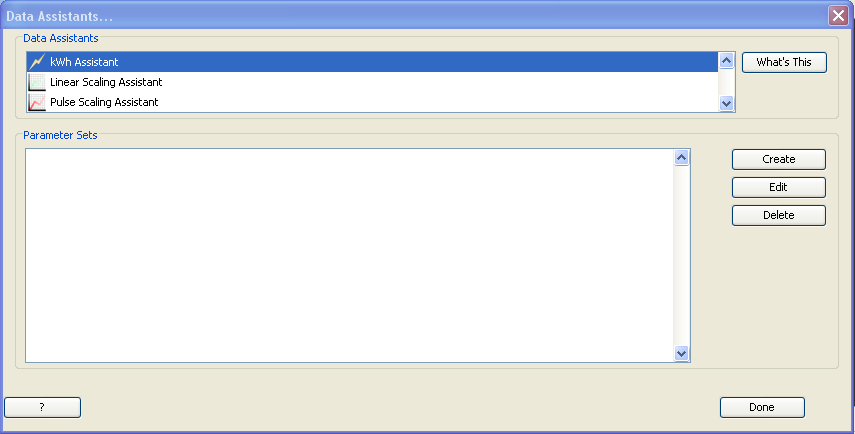 Data Assistants...
Data Assistants
kWh Assistant
What's This
Linear Scaling Assistant
Pulse Scaling Assistant
Parameter Sets
Create
Edit
Delete
?
Done